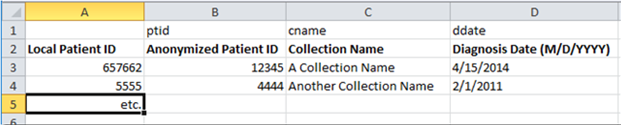 A B C D
1 ptid cname ddate
2 Local Patient ID Anonymized Patient ID Collection Name Diagnosis Date (M/D/YYYY)
3 657662 12345 A Collection Name 4/15/2014
4 5555 4444 Another Collection Name 2/1/2011
5 etc.
6